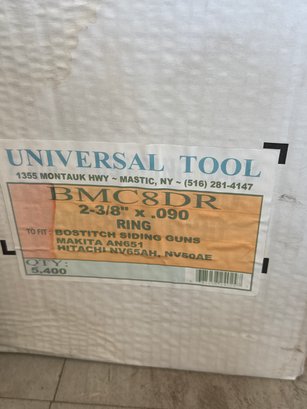 UNIVERSAL TOOL
1355 MONTAUK HWY ~ MASTIC, NY ~ (516) 281-4147
BMC8DR
2-3/8" x .090
RING
TO FIT : BOSTITCH SIDING GUNS
MAKITA AN651
HITACHI NV65AH, NV50AE
QTY:
5,400